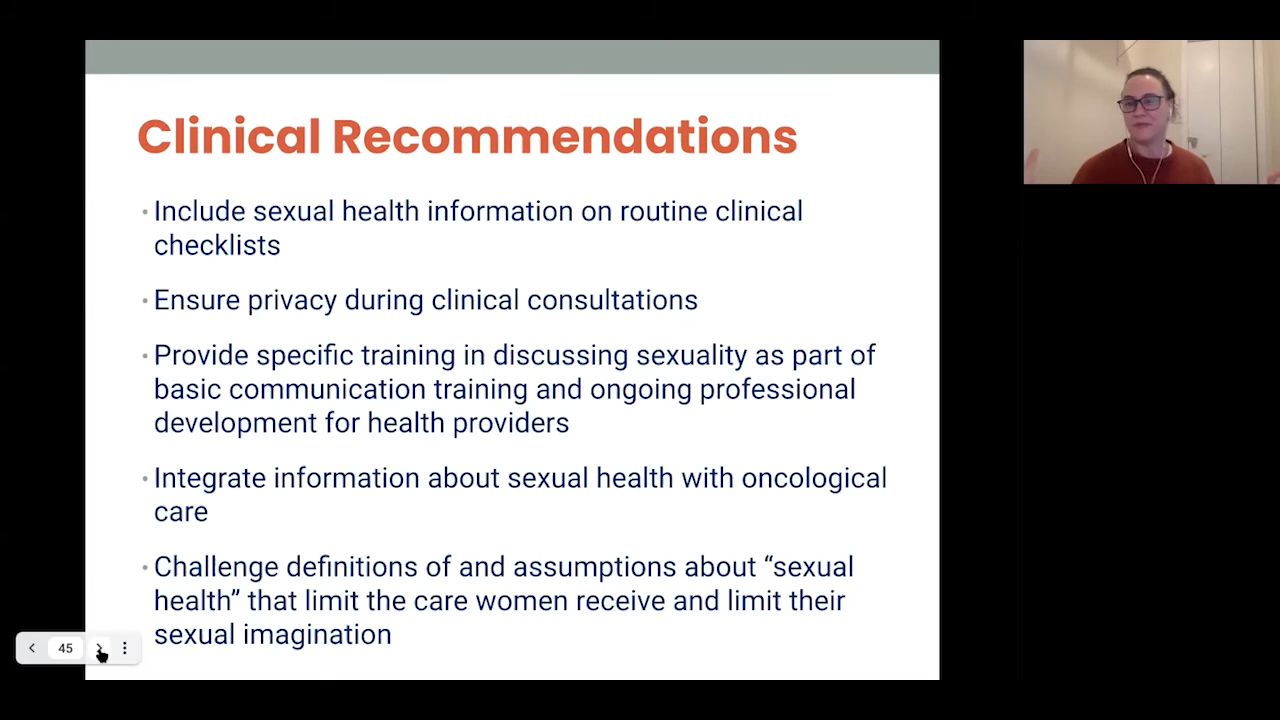 Clinical Recommendations
· Include sexual health information on routine clinical
checklists
· Ensure privacy during clinical consultations
· Provide specific training in discussing sexuality as part of
basic communication training and ongoing professional
development for health providers
· Integrate information about sexual health with oncological
care
· Challenge definitions of and assumptions about “sexual
health” that limit the care women receive and limit their
sexual imagination
45